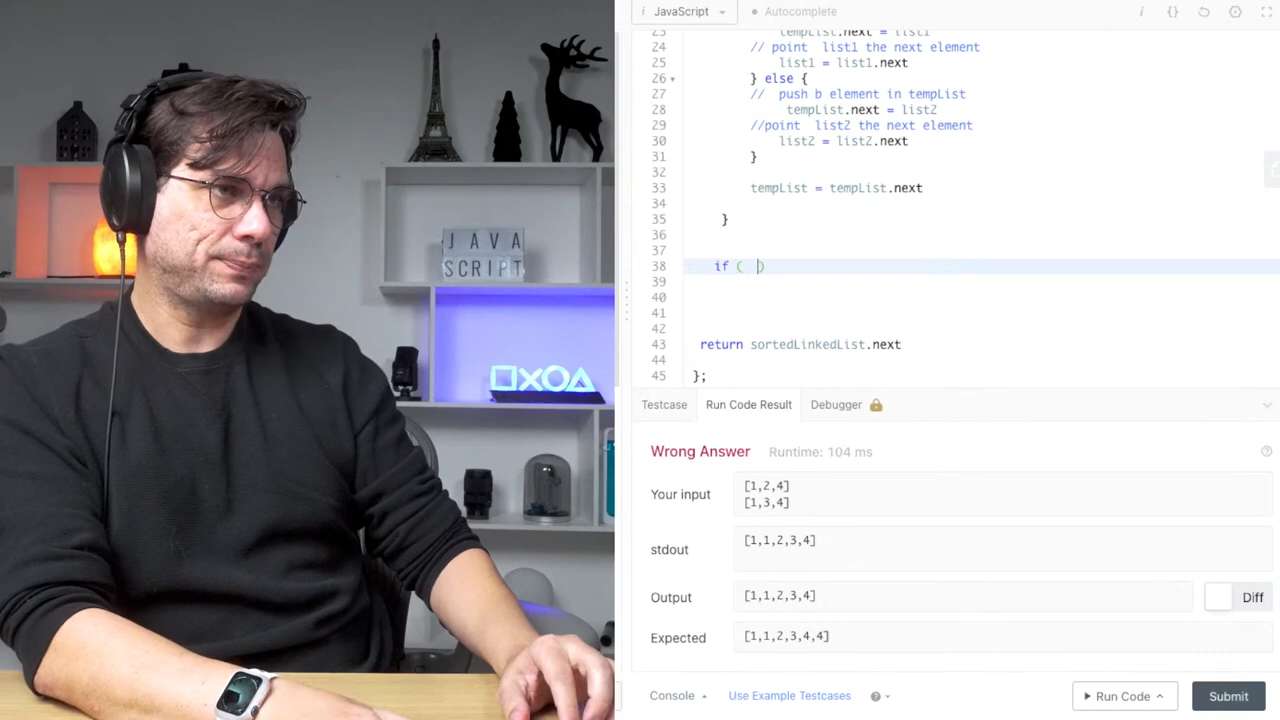 JAVA
SCRIPT
i JavaScript
Autocomplete
i {}
23 tempList.next = list1
24 // point  list1 the next element
25 list1 = list1.next
26 } else {
27 //  push b element in tempList
28 tempList.next = list2
29 //point  list2 the next element
30 list2 = list2.next
31 }
32
33 tempList = tempList.next
34
35 }
36
37
38 if (  )
39
40
41
42
43 return sortedLinkedList.next
44
45 };
Testcase Run Code Result Debugger
Wrong Answer Runtime: 104 ms
Your input [1,2,4]
[1,3,4]
stdout [1,1,2,3,4]
Output [1,1,2,3,4] Diff
Expected [1,1,2,3,4,4]
Console Use Example Testcases Run Code Submit